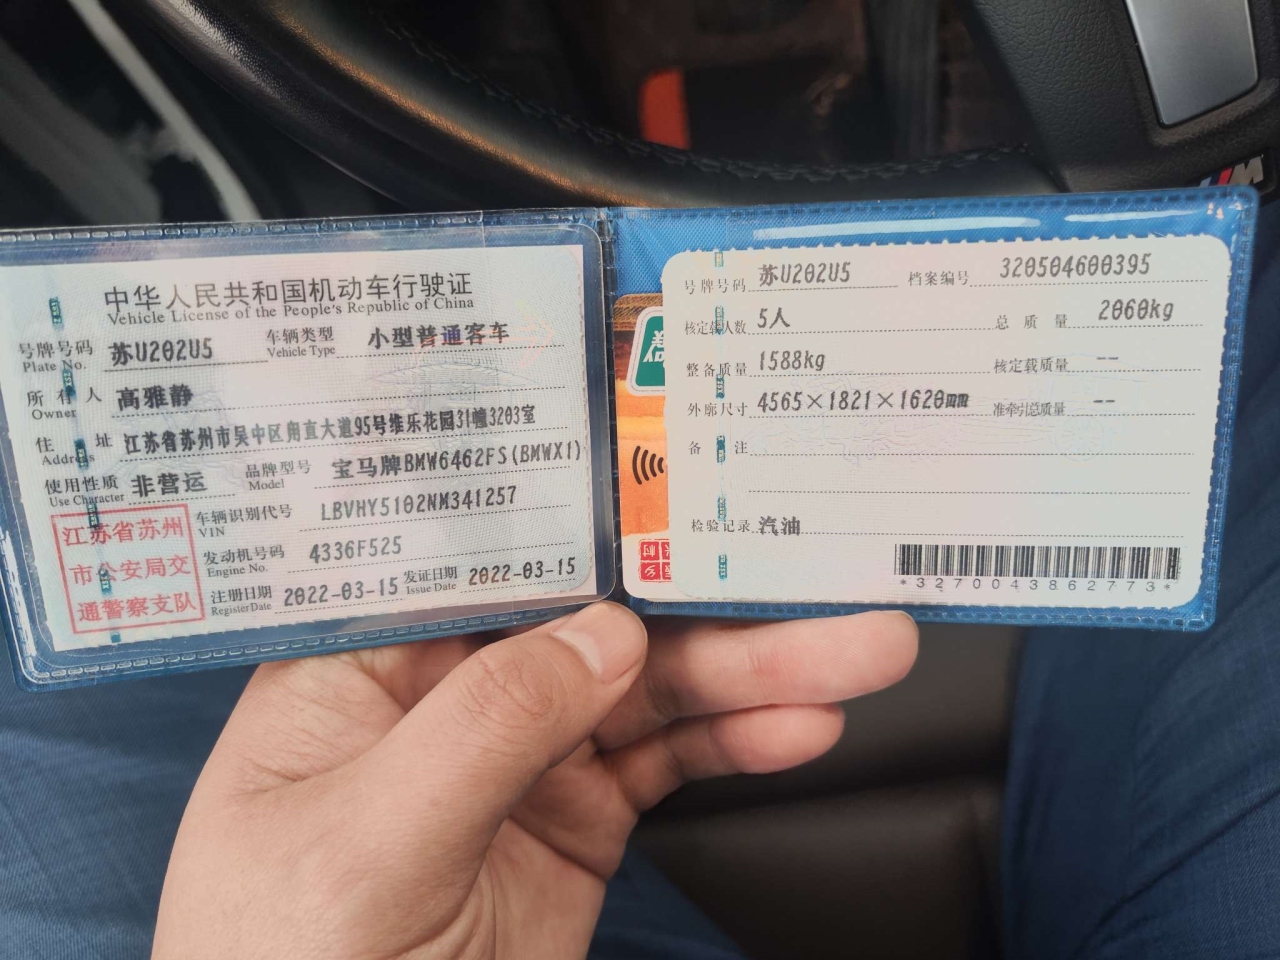 中华人民共和国机动车行驶证
Vehicle License of the People's Republic of China
号牌号码 苏U202U5 车辆类型 小型普通客车
Plate No. Vehicle Type
所有人 高雅静
Owner
住址 江苏省苏州市吴中区甪直大道95号维乐花园31幢3203室
Address
使用性质 非营运 品牌型号 宝马牌BMW6462FS(BMWX1)
Use Character Model
江苏省苏州
市公安局交
通警察支队
车辆识别代号 LBVHY5102NM341257
VIN
发动机号码 4336F525
Engine No.
注册日期 2022-03-15 发证日期 2022-03-15
Register Date Issue Date
号牌号码 苏U202U5 档案编号 320504600395
核定载人数 5人 总质量 2060kg
整备质量 1588kg 核定载质量 --
外廓尺寸 4565×1821×1620mm 准牵引总质量 --
备注
检验记录 汽油
*3270043862773*
M